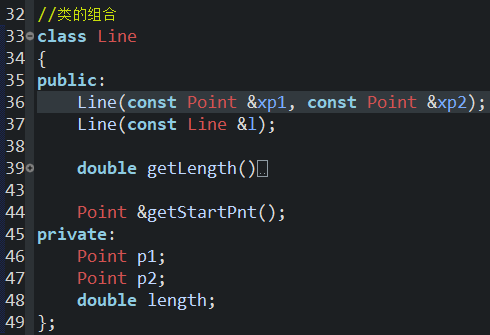 32 //类的组合
33 class Line
34 {
35 public:
36     Line(const Point &xp1, const Point &xp2);
37     Line(const Line &l);
38
39     double getLength()
43
44     Point &getStartPnt();
45 private:
46     Point p1;
47     Point p2;
48     double length;
49 };